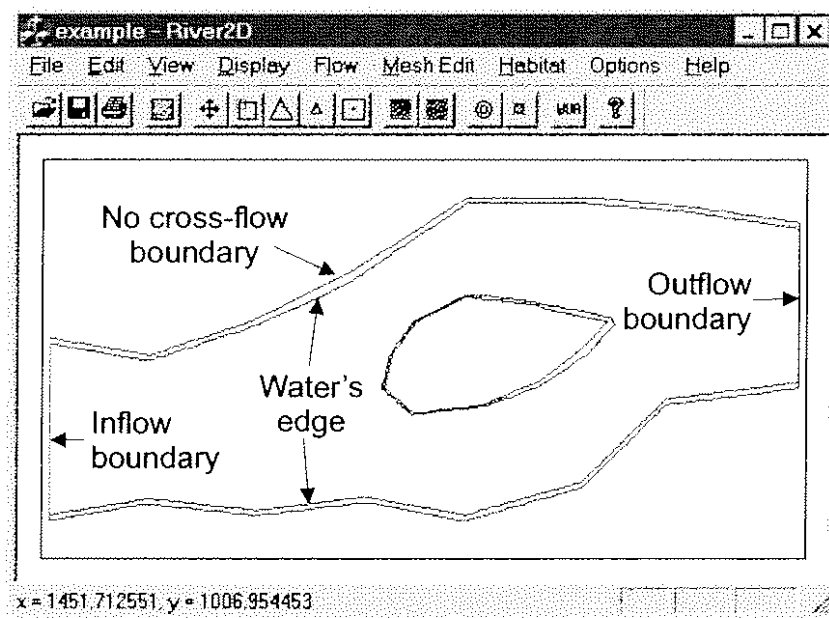 example - River2D
File Edit View Display Flow Mesh Edit Habitat Options Help
No cross-flow
boundary
Outflow
boundary
Water's
edge
Inflow
boundary
x = 1451.712551, y = 1006.954453